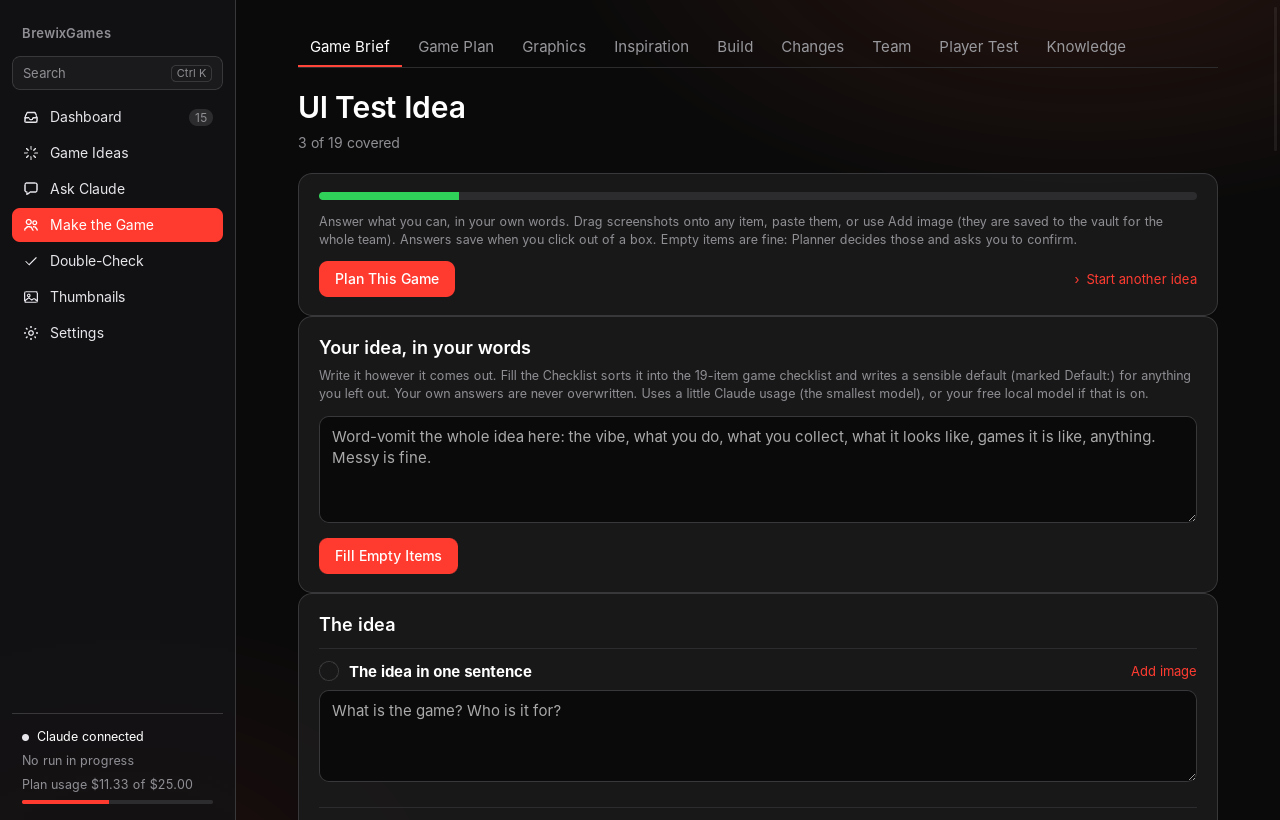 BrewixGames
Search
Ctrl K
Dashboard
15
Game Ideas
Ask Claude
Make the Game
Double-Check
Thumbnails
Settings
Claude connected
No run in progress
Plan usage $11.33 of $25.00
Game Brief
Game Plan
Graphics
Inspiration
Build
Changes
Team
Player Test
Knowledge
UI Test Idea
3 of 19 covered
Answer what you can, in your own words. Drag screenshots onto any item, paste them, or use Add image (they are saved to the vault for the
whole team). Answers save when you click out of a box. Empty items are fine: Planner decides those and asks you to confirm.
Plan This Game
› Start another idea
Your idea, in your words
Write it however it comes out. Fill the Checklist sorts it into the 19-item game checklist and writes a sensible default (marked Default:) for anything
you left out. Your own answers are never overwritten. Uses a little Claude usage (the smallest model), or your free local model if that is on.
Word-vomit the whole idea here: the vibe, what you do, what you collect, what it looks like, games it is like, anything.
Messy is fine.
Fill Empty Items
The idea
The idea in one sentence
Add image
What is the game? Who is it for?